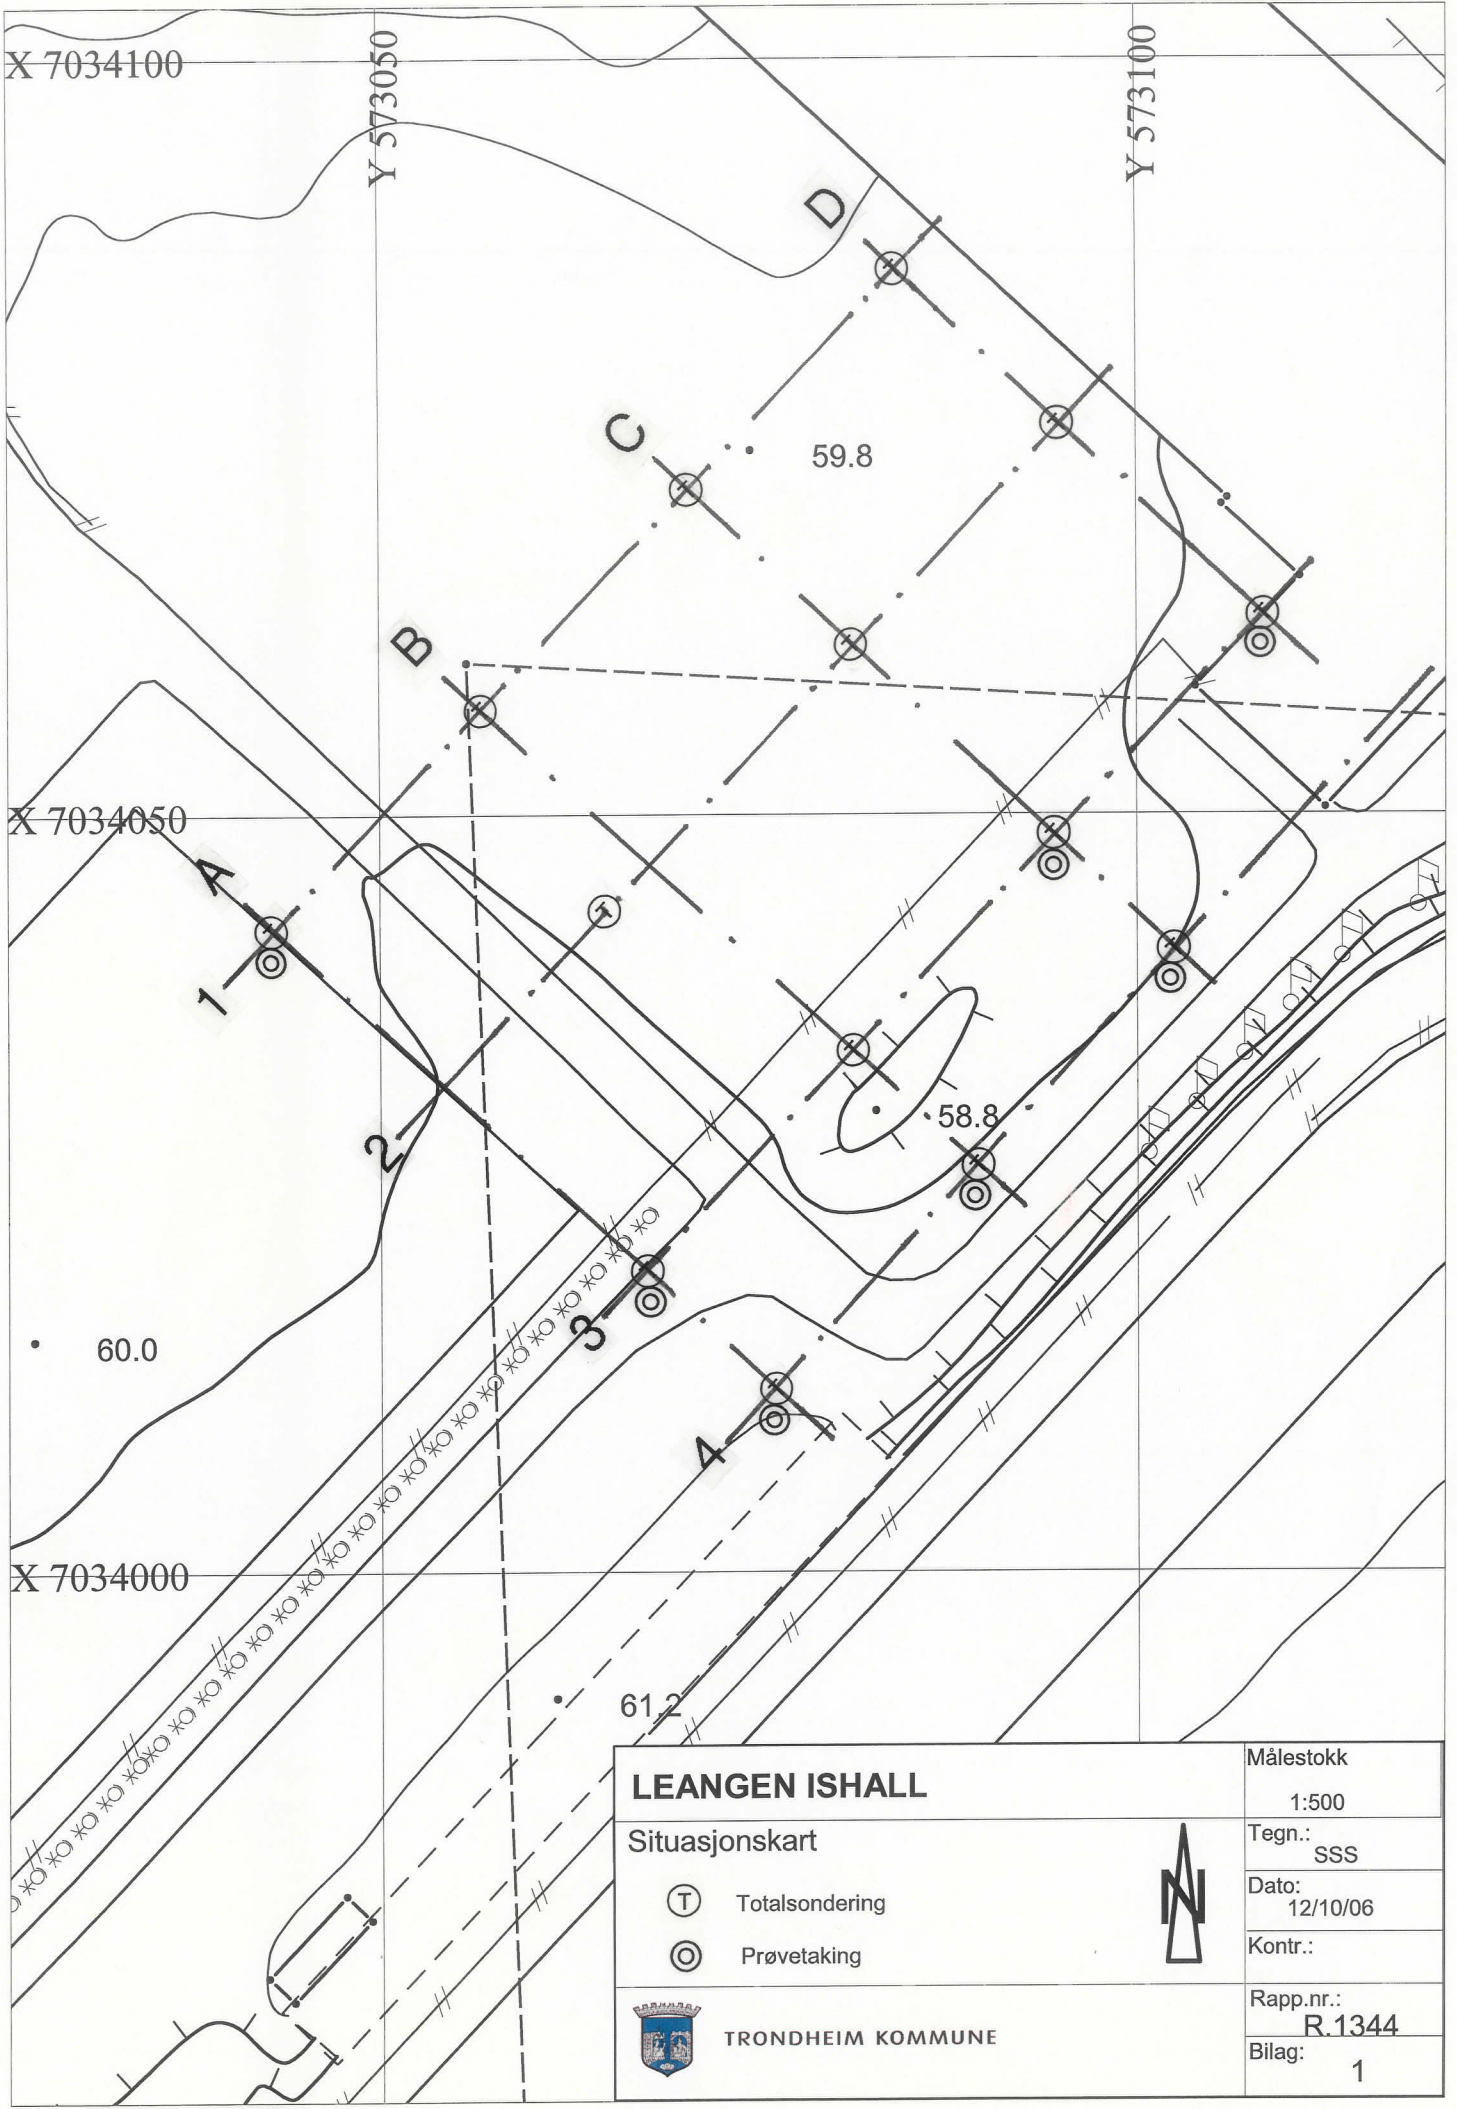 X 7034100
Y 573050
Y 573100
D
C
59.8
B
X 7034050
A
1
2
58.8
3
60.0
4
X 7034000
61.2
LEANGEN ISHALL
Målestokk
1:500
Situasjonskart
Tegn.:
SSS
T Totalsondering
N
Dato:
12/10/06
Prøvetaking
Kontr.:
Rapp.nr.:
R.1344
TRONDHEIM KOMMUNE
Bilag:
1